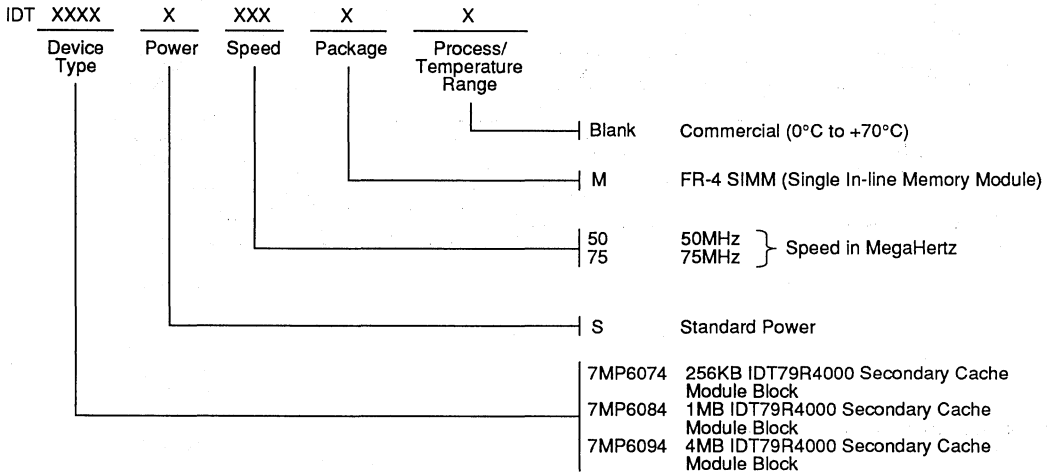 IDT XXXX X XXX X X
Device Type Power Speed Package Process/ Temperature Range
Blank Commercial (0°C to +70°C)
M FR-4 SIMM (Single In-line Memory Module)
50 50MHz
75 75MHz
Speed in MegaHertz
S Standard Power
7MP6074 256KB IDT79R4000 Secondary Cache
Module Block
7MP6084 1MB IDT79R4000 Secondary Cache
Module Block
7MP6094 4MB IDT79R4000 Secondary Cache
Module Block